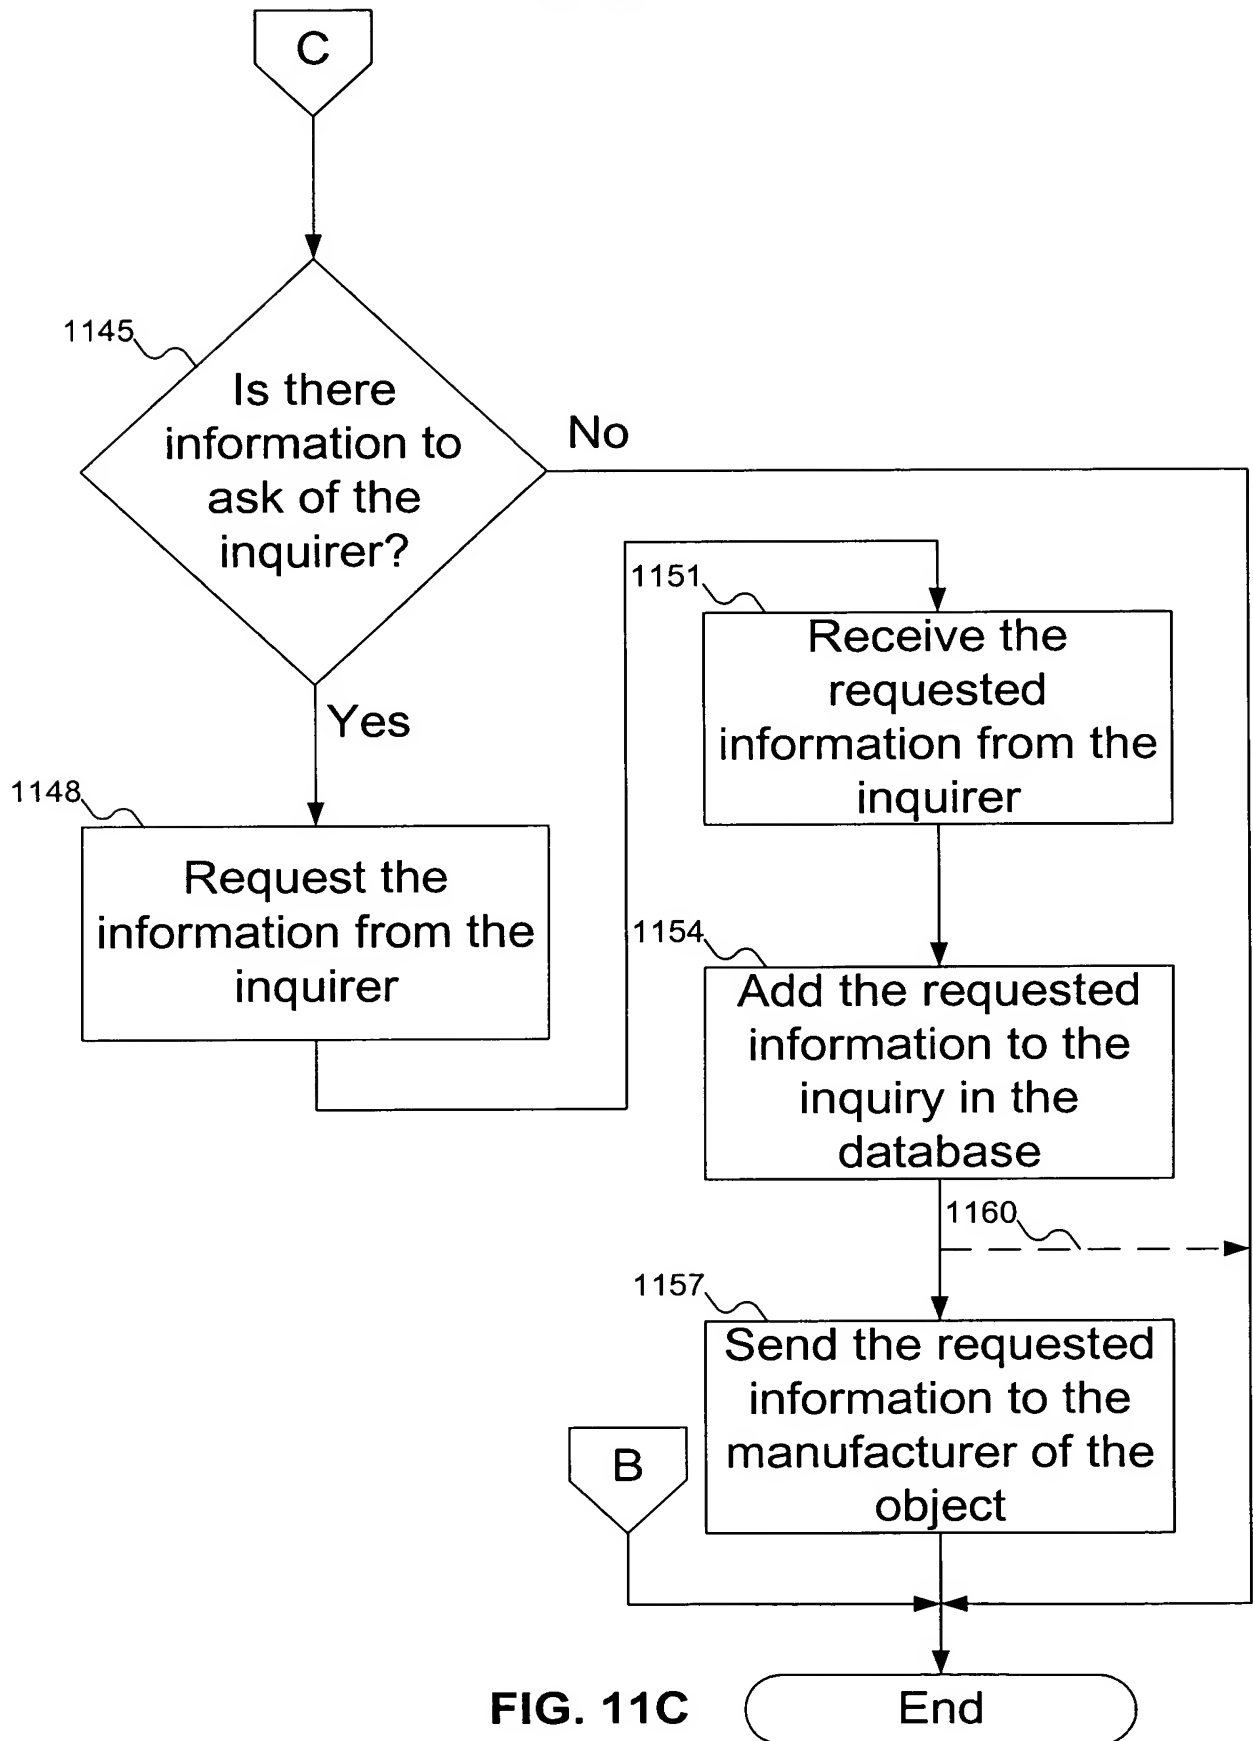 C
1145
Is there
information to
ask of the
inquirer?
No
Yes
1148
Request the
information from the
inquirer
1151
Receive the
requested
information from the
inquirer
1154
Add the requested
information to the
inquiry in the
database
1160
1157
Send the requested
information to the
manufacturer of the
object
B
FIG. 11C
End